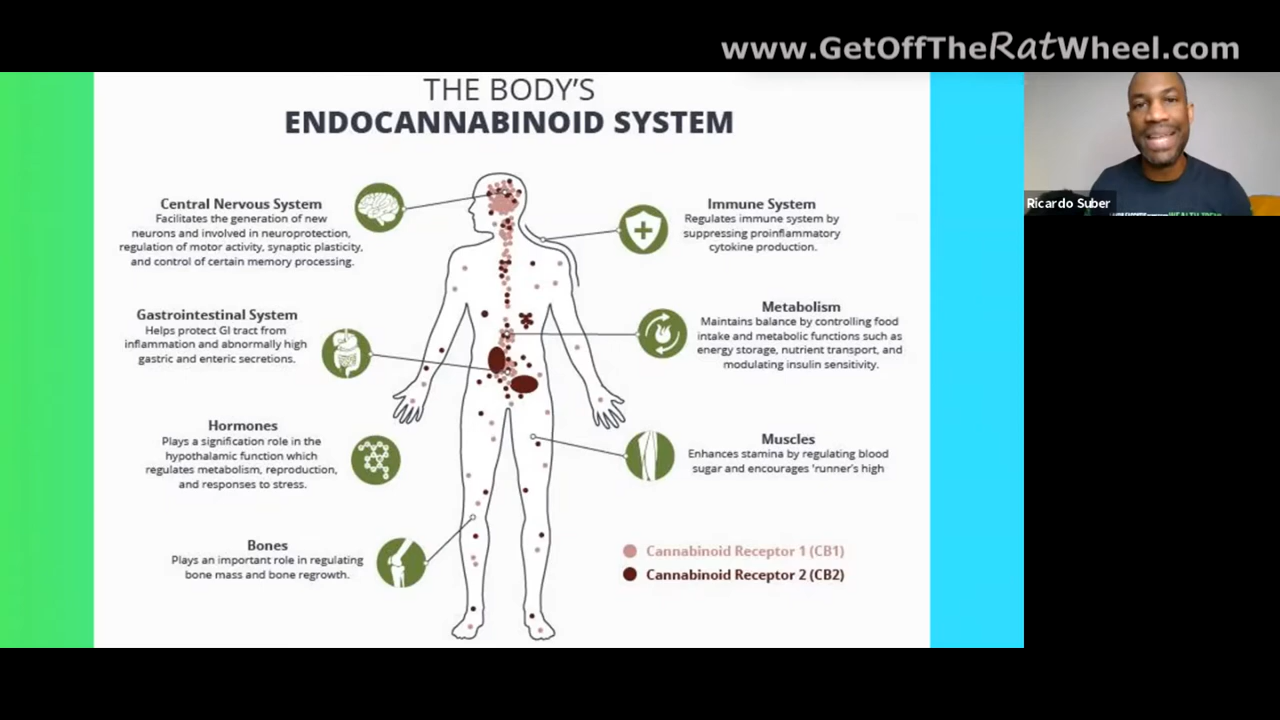 www.GetOffTheRatWheel.com
THE BODY'S
ENDOCANNABINOID SYSTEM
Central Nervous System
Facilitates the generation of new
neurons and involved in neuroprotection,
regulation of motor activity, synaptic plasticity,
and control of certain memory processing.
Gastrointestinal System
Helps protect GI tract from
inflammation and abnormally high
gastric and enteric secretions.
Hormones
Plays a signification role in the
hypothalamic function which
regulates metabolism, reproduction,
and responses to stress.
Bones
Plays an important role in regulating
bone mass and bone regrowth.
Immune System
Regulates immune system by
suppressing proinflammatory
cytokine production.
Metabolism
Maintains balance by controlling food
intake and metabolic functions such as
energy storage, nutrient transport, and
modulating insulin sensitivity.
Muscles
Enhances stamina by regulating blood
sugar and encourages 'runner's high
Cannabinoid Receptor 1 (CB1)
Cannabinoid Receptor 2 (CB2)
Ricardo Suber